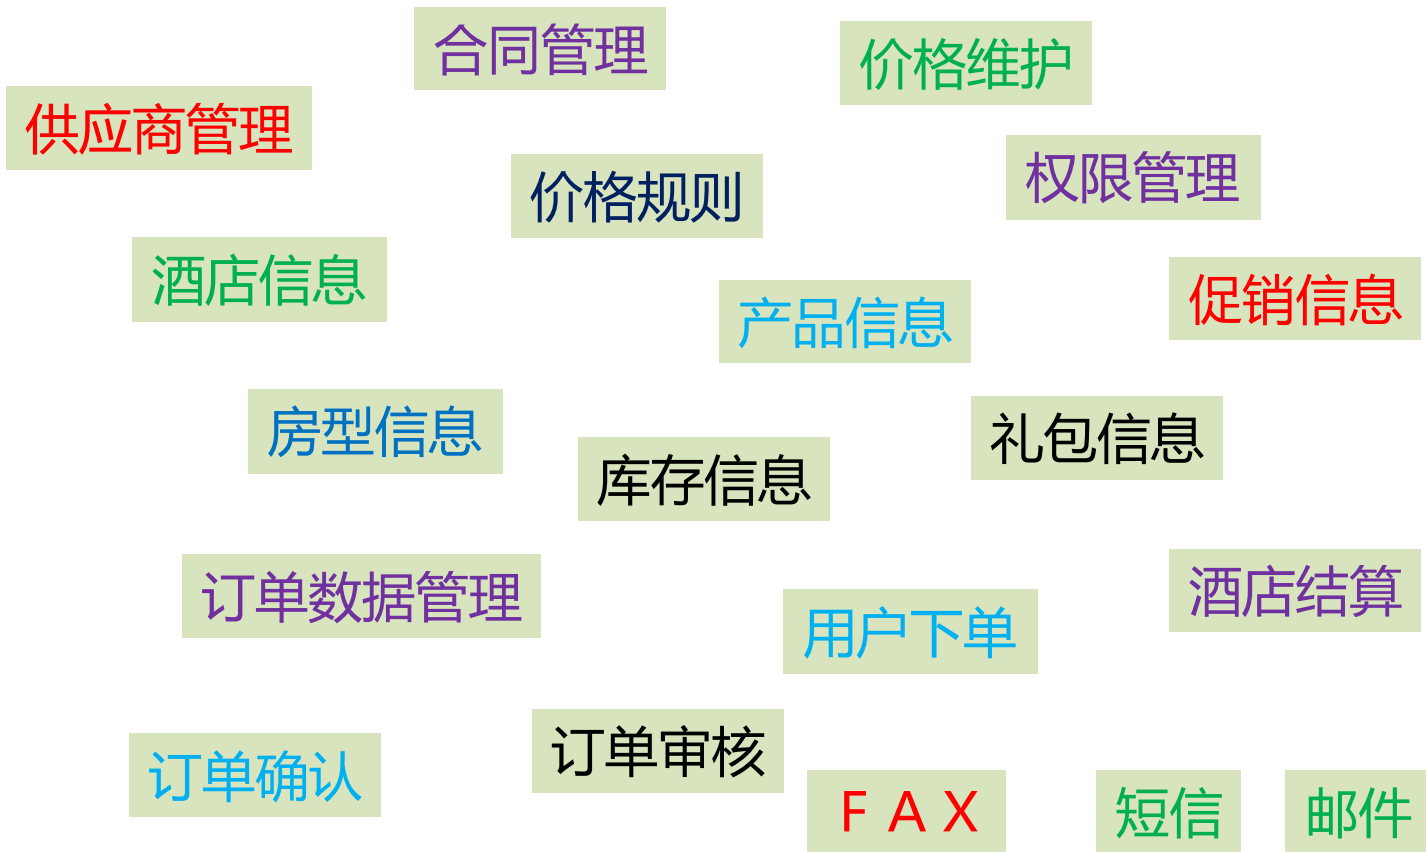 合同管理
价格维护
供应商管理
权限管理
价格规则
酒店信息
促销信息
产品信息
房型信息
礼包信息
库存信息
订单数据管理
酒店结算
用户下单
订单审核
订单确认
FAX
短信
邮件